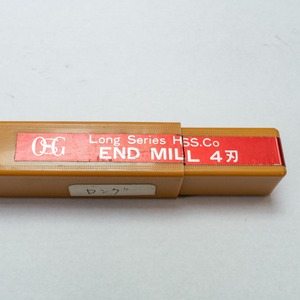 OSG
Long Series HSS.Co
END MILL 4刃
ロング